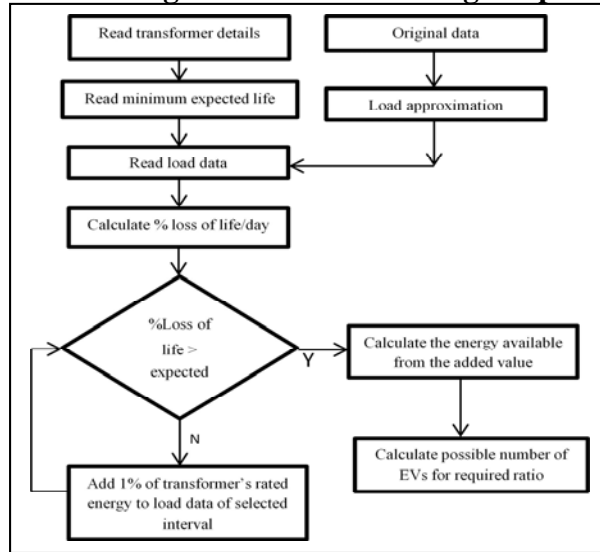 Read transformer details
Original data
Read minimum expected life
Load approximation
Read load data
Calculate % loss of life/day
%Loss of
life >
expected
Y
Calculate the energy available
from the added value
N
Add 1% of transformer's rated
energy to load data of selected
interval
Calculate possible number of
EVs for required ratio